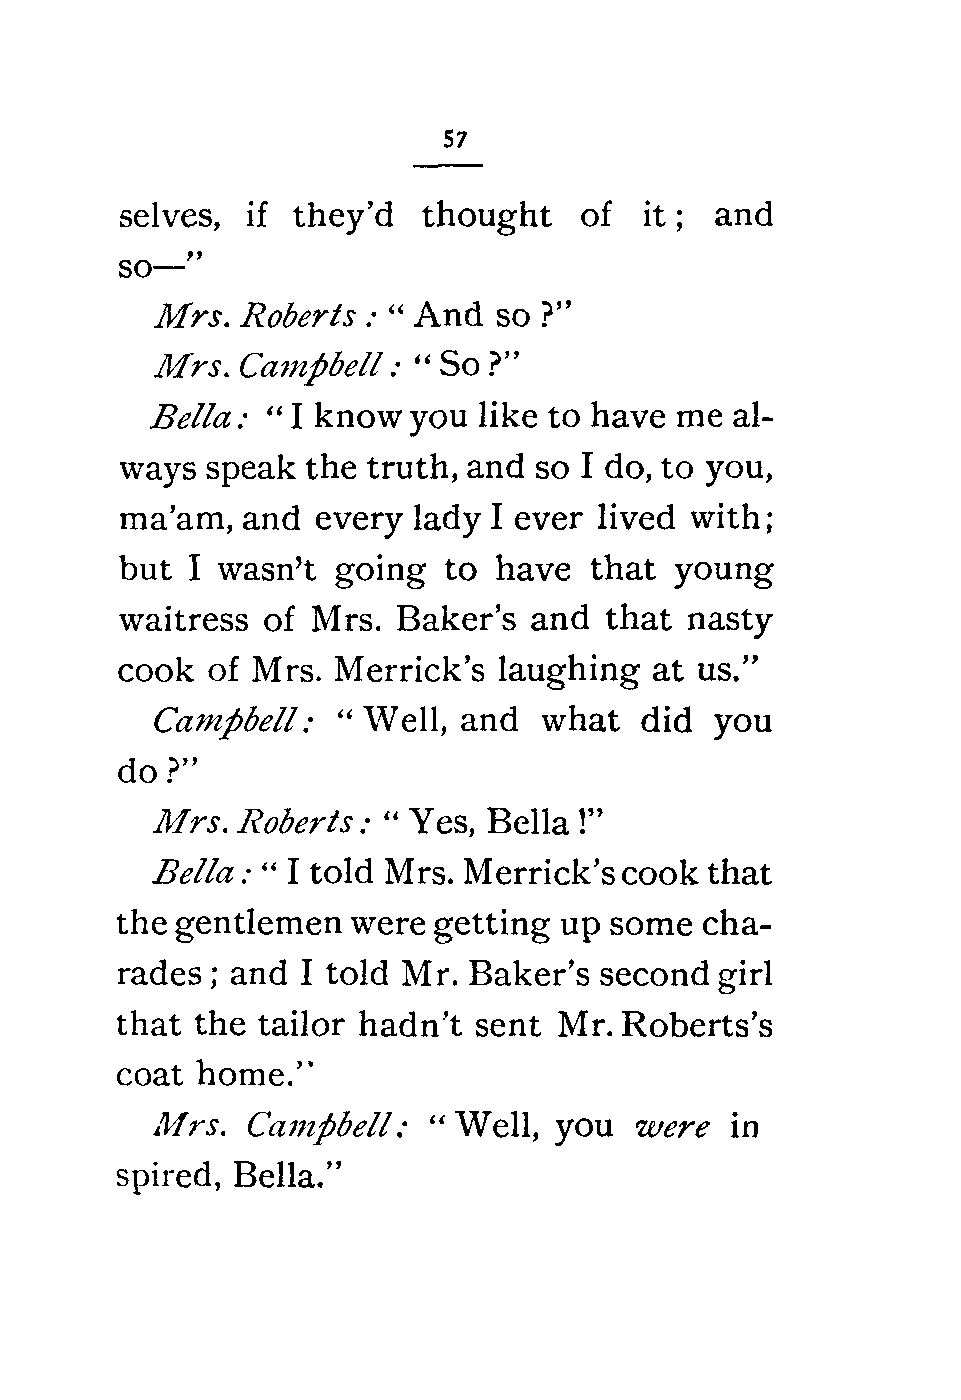 57
selves, if they'd thought of it; and
so—"
Mrs. Roberts: "And so?"
Mrs. Campbell: "So?"
Bella: "I know you like to have me al-
ways speak the truth, and so I do, to you,
ma'am, and every lady I ever lived with;
but I wasn't going to have that young
waitress of Mrs. Baker's and that nasty
cook of Mrs. Merrick's laughing at us."
Campbell: "Well, and what did you
do?"
Mrs. Roberts: "Yes, Bella!"
Bella: "I told Mrs. Merrick's cook that
the gentlemen were getting up some cha-
rades; and I told Mr. Baker's second girl
that the tailor hadn't sent Mr. Roberts's
coat home."
Mrs. Campbell: "Well, you were in
spired, Bella."